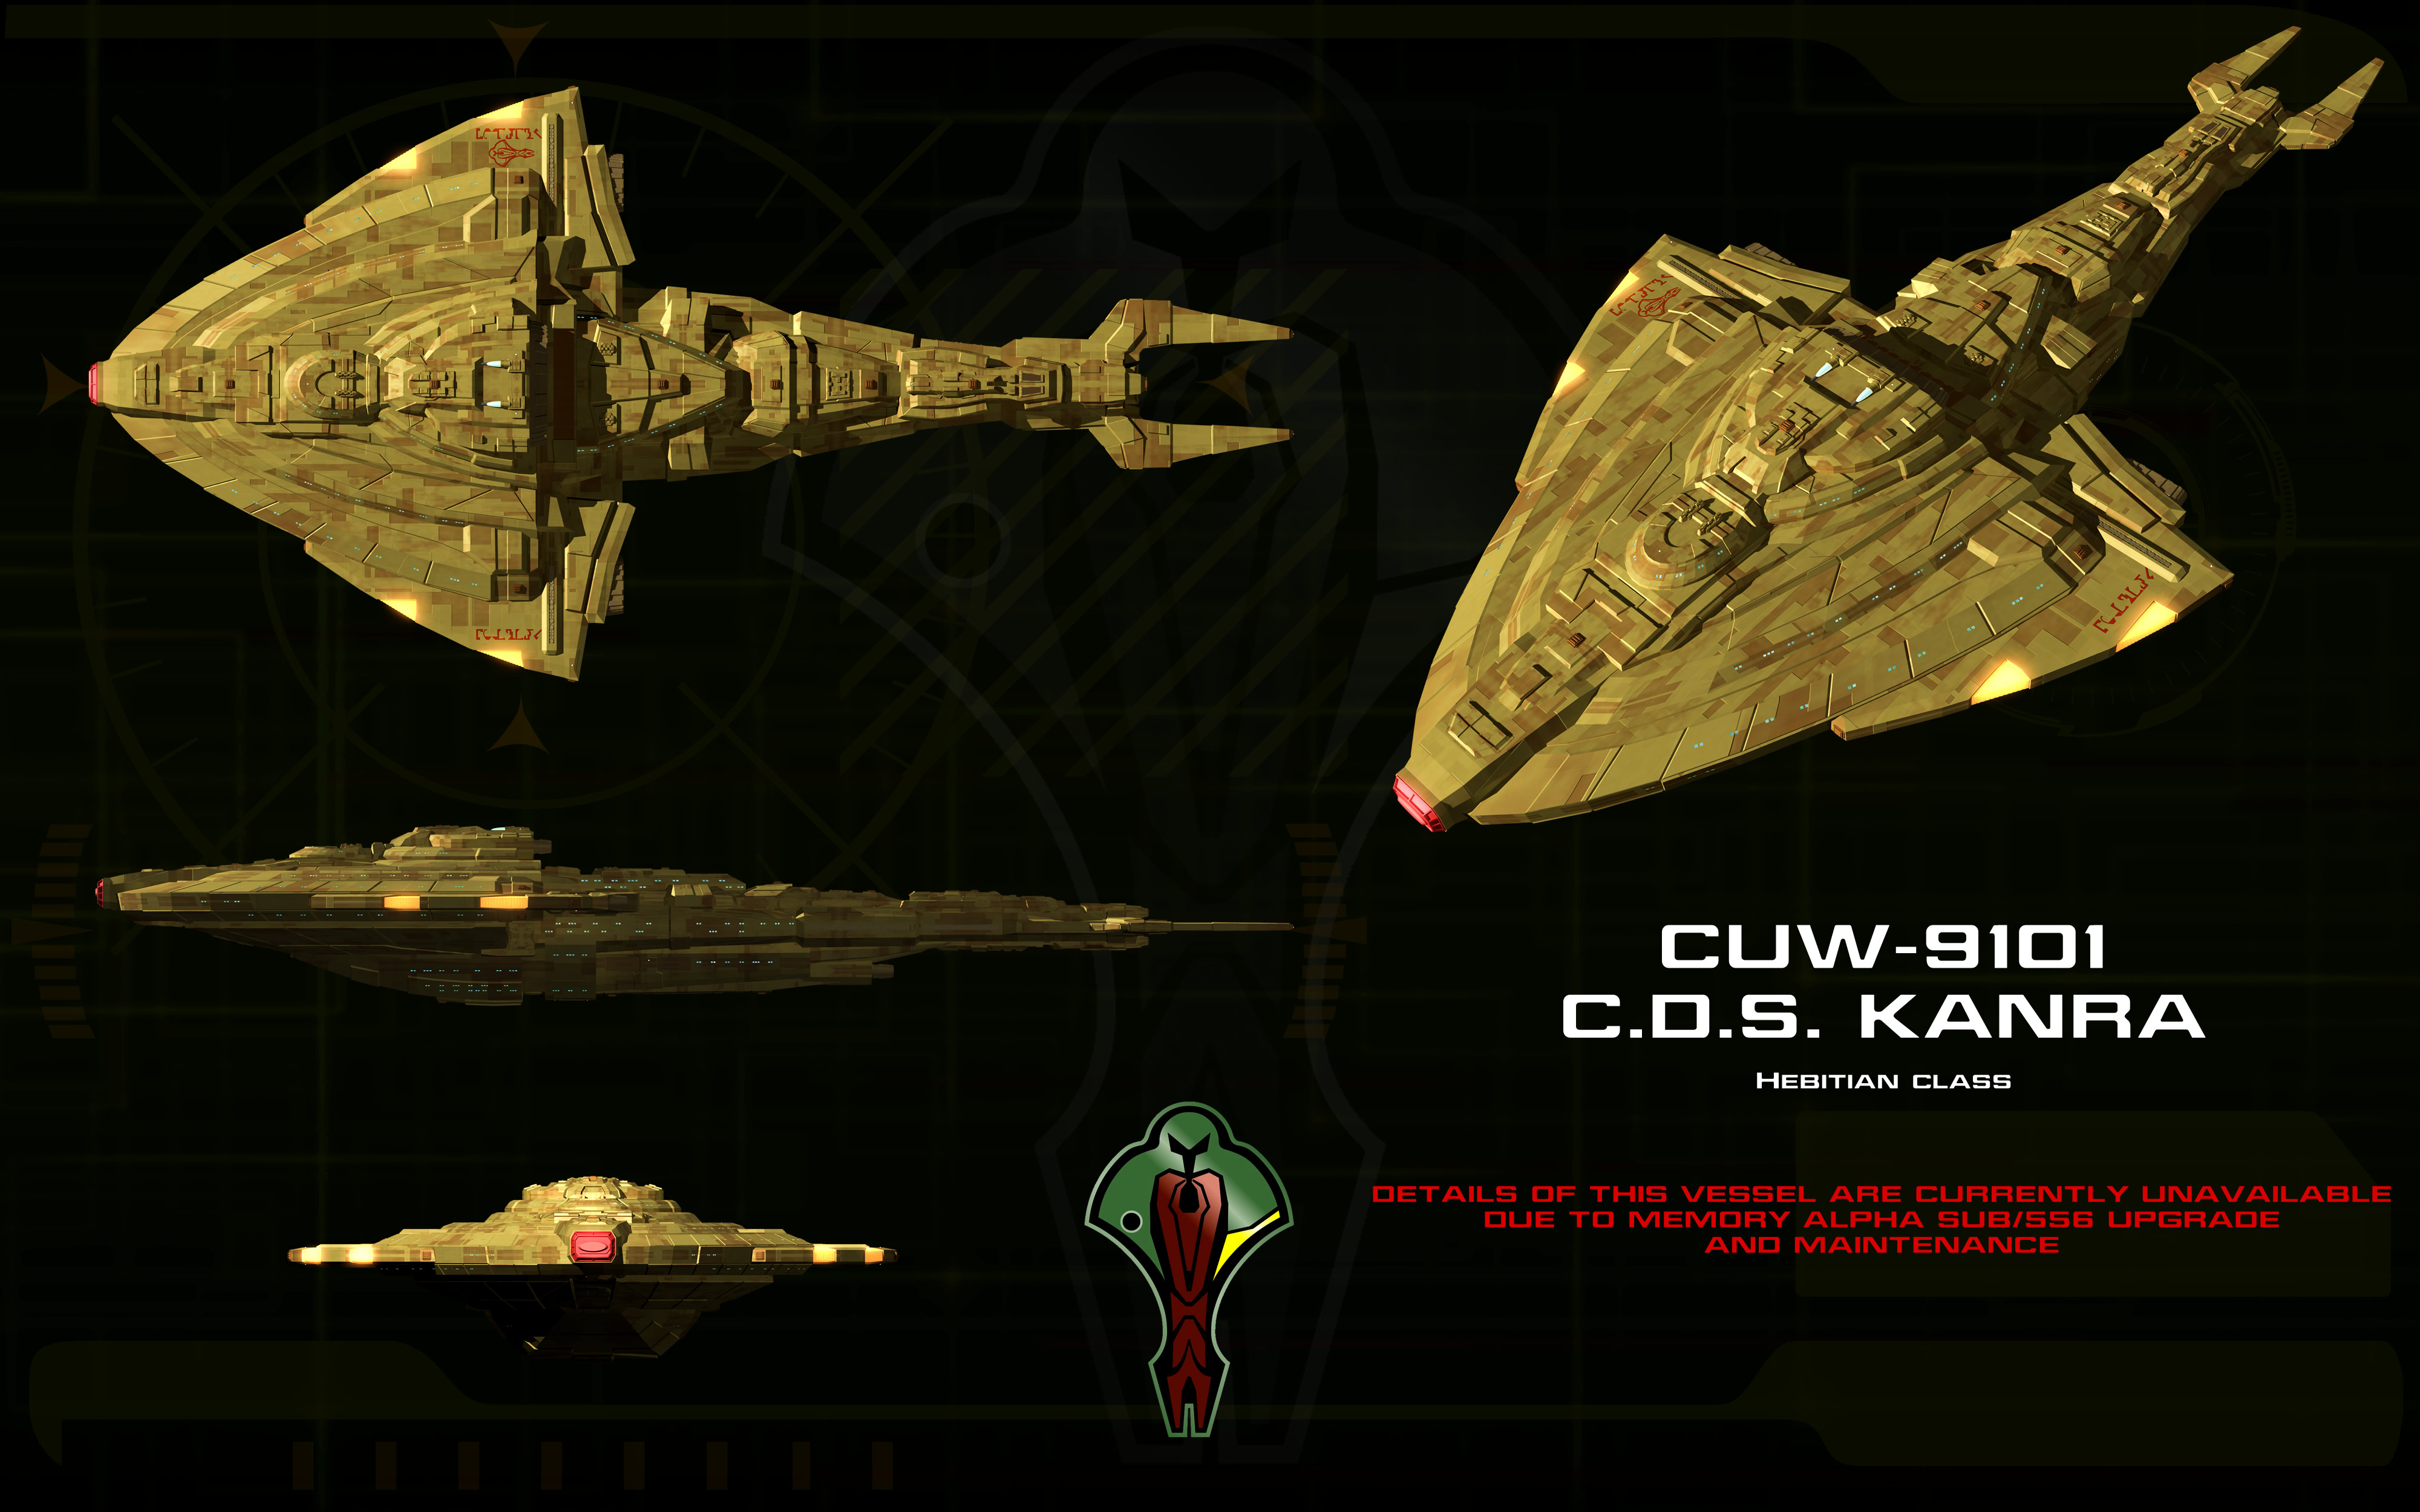 CUW-9101
C.D.S. KANRA
HEBITIAN CLASS
DETAILS OF THIS VESSEL ARE CURRENTLY UNAVAILABLE
DUE TO MEMORY ALPHA SUB/556 UPGRADE
AND MAINTENANCE